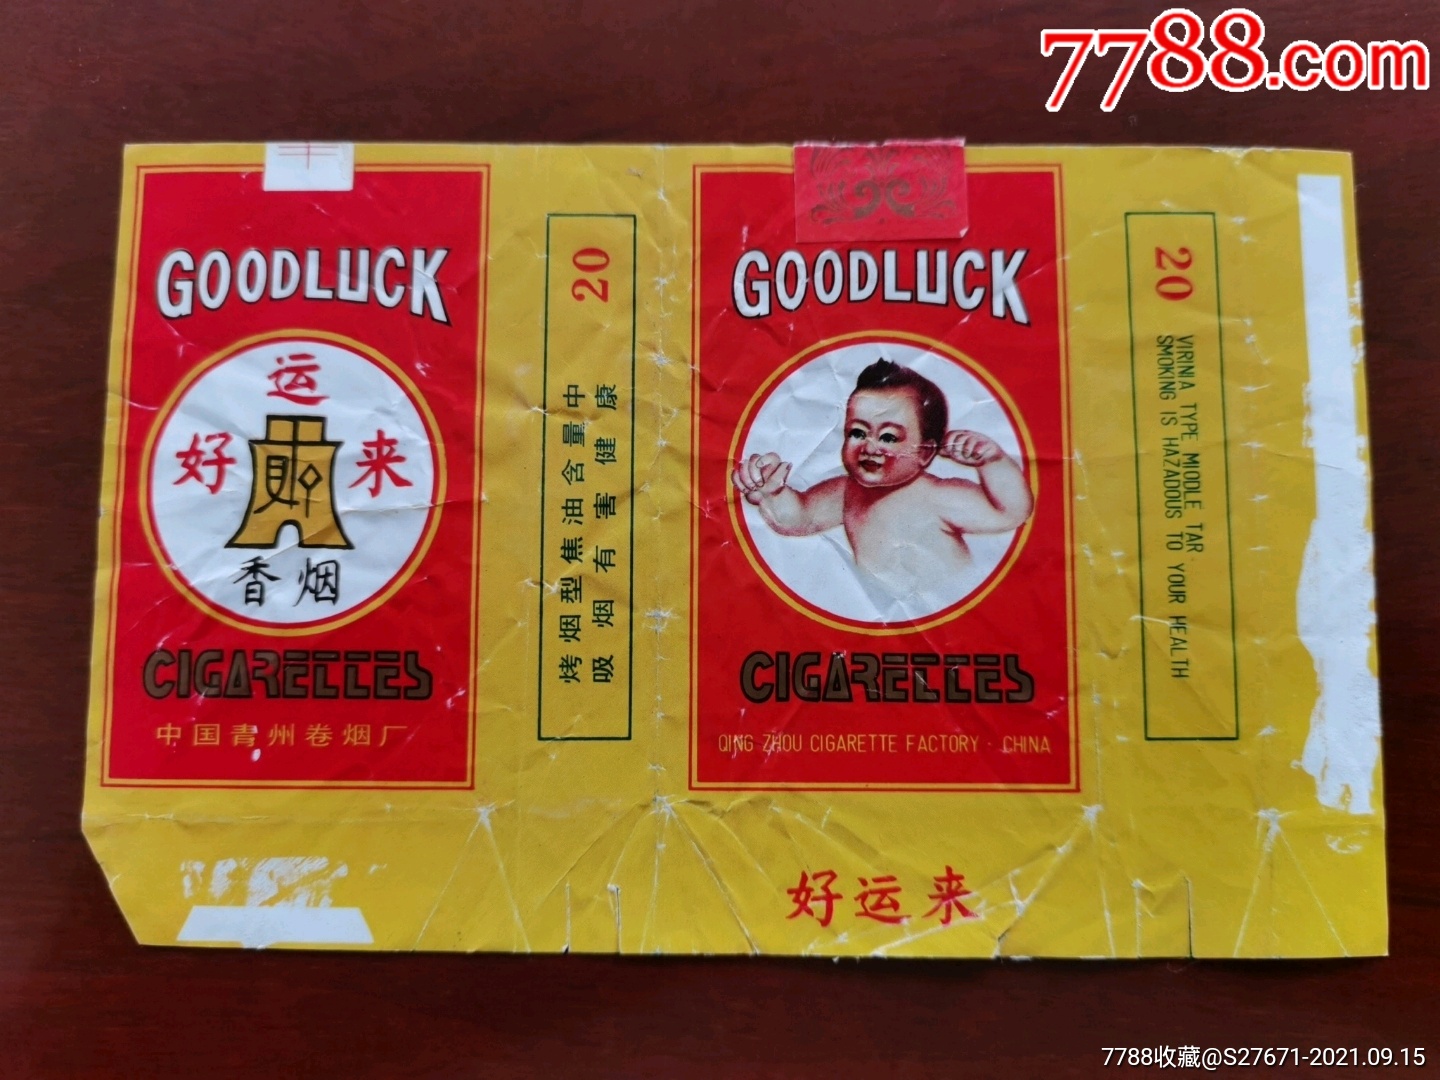 7788.com
GOODLUCK
运
好 来
香烟
CIGARETTES
中国青州卷烟厂
20
烤烟型焦油含量中
吸烟有害健康
GOODLUCK
CIGARETTES
QING ZHOU CIGARETTE FACTORY · CHINA
好运来
20
VIRINIA TYPE MIDDLE TAR
SMOKING IS HAZADOUS TO YOUR HEALTH
7788收藏@S27671-2021.09.15